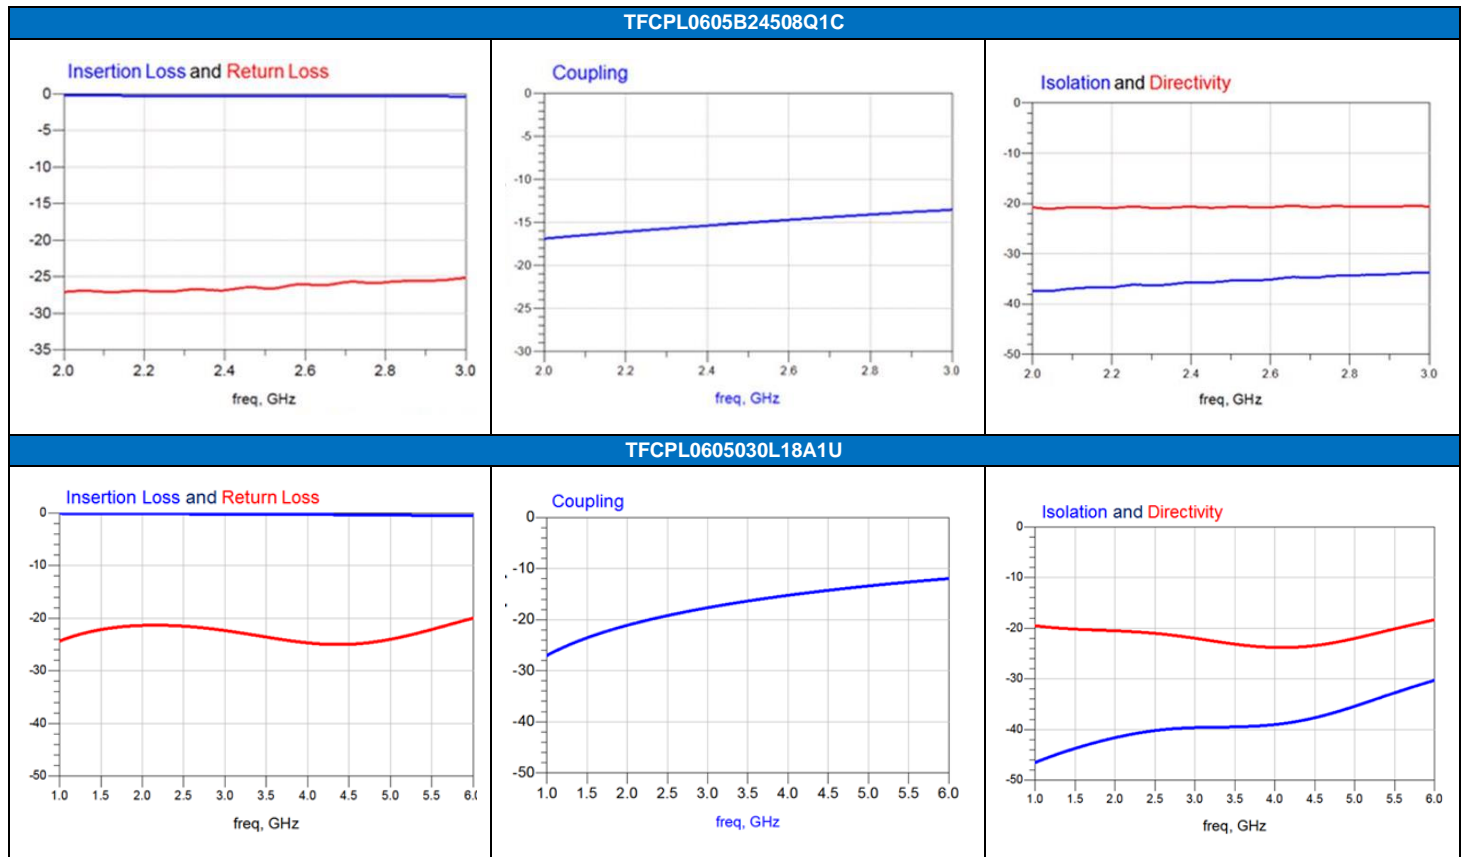 TFCPL0605B24508Q1C
Insertion Loss and Return Loss
0
-5
-10
-15
-20
-25
-30
-35
2.0 2.2 2.4 2.6 2.8 3.0
freq, GHz
Coupling
0
-5
-10
-15
-20
-25
-30
2.0 2.2 2.4 2.6 2.8 3.0
freq, GHz
Isolation and Directivity
0
-10
-20
-30
-40
-50
2.0 2.2 2.4 2.6 2.8 3.0
freq, GHz
TFCPL0605030L18A1U
Insertion Loss and Return Loss
0
-10
-20
-30
-40
-50
1.0 1.5 2.0 2.5 3.0 3.5 4.0 4.5 5.0 5.5 6.0
freq, GHz
Coupling
0
-10
-20
-30
-40
-50
1.0 1.5 2.0 2.5 3.0 3.5 4.0 4.5 5.0 5.5 6.0
freq, GHz
Isolation and Directivity
0
-10
-20
-30
-40
-50
1.0 1.5 2.0 2.5 3.0 3.5 4.0 4.5 5.0 5.5 6.0
freq, GHz